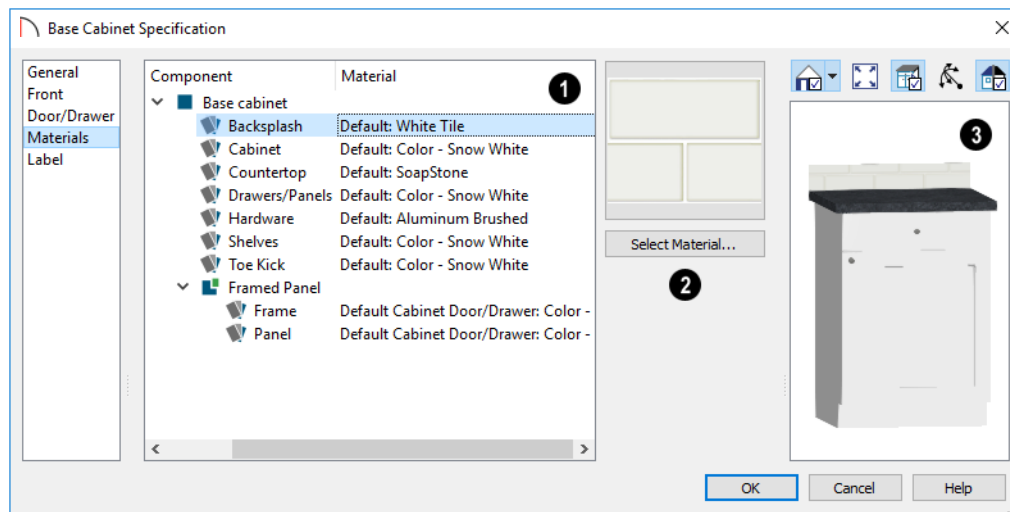 Base Cabinet Specification
General
Front
Door/Drawer
Materials
Label
Component Material
1
Base cabinet
Backsplash Default: White Tile
Cabinet Default: Color - Snow White
Countertop Default: SoapStone
Drawers/Panels Default: Color - Snow White
Hardware Default: Aluminum Brushed
Shelves Default: Color - Snow White
Toe Kick Default: Color - Snow White
Framed Panel
Frame Default Cabinet Door/Drawer: Color -
Panel Default Cabinet Door/Drawer: Color -
Select Material...
2
3
OK Cancel Help